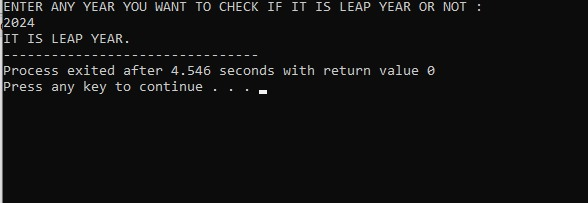 ENTER ANY YEAR YOU WANT TO CHECK IF IT IS LEAP YEAR OR NOT :
2024
IT IS LEAP YEAR.
--------------------------------
Process exited after 4.546 seconds with return value 0
Press any key to continue . . .